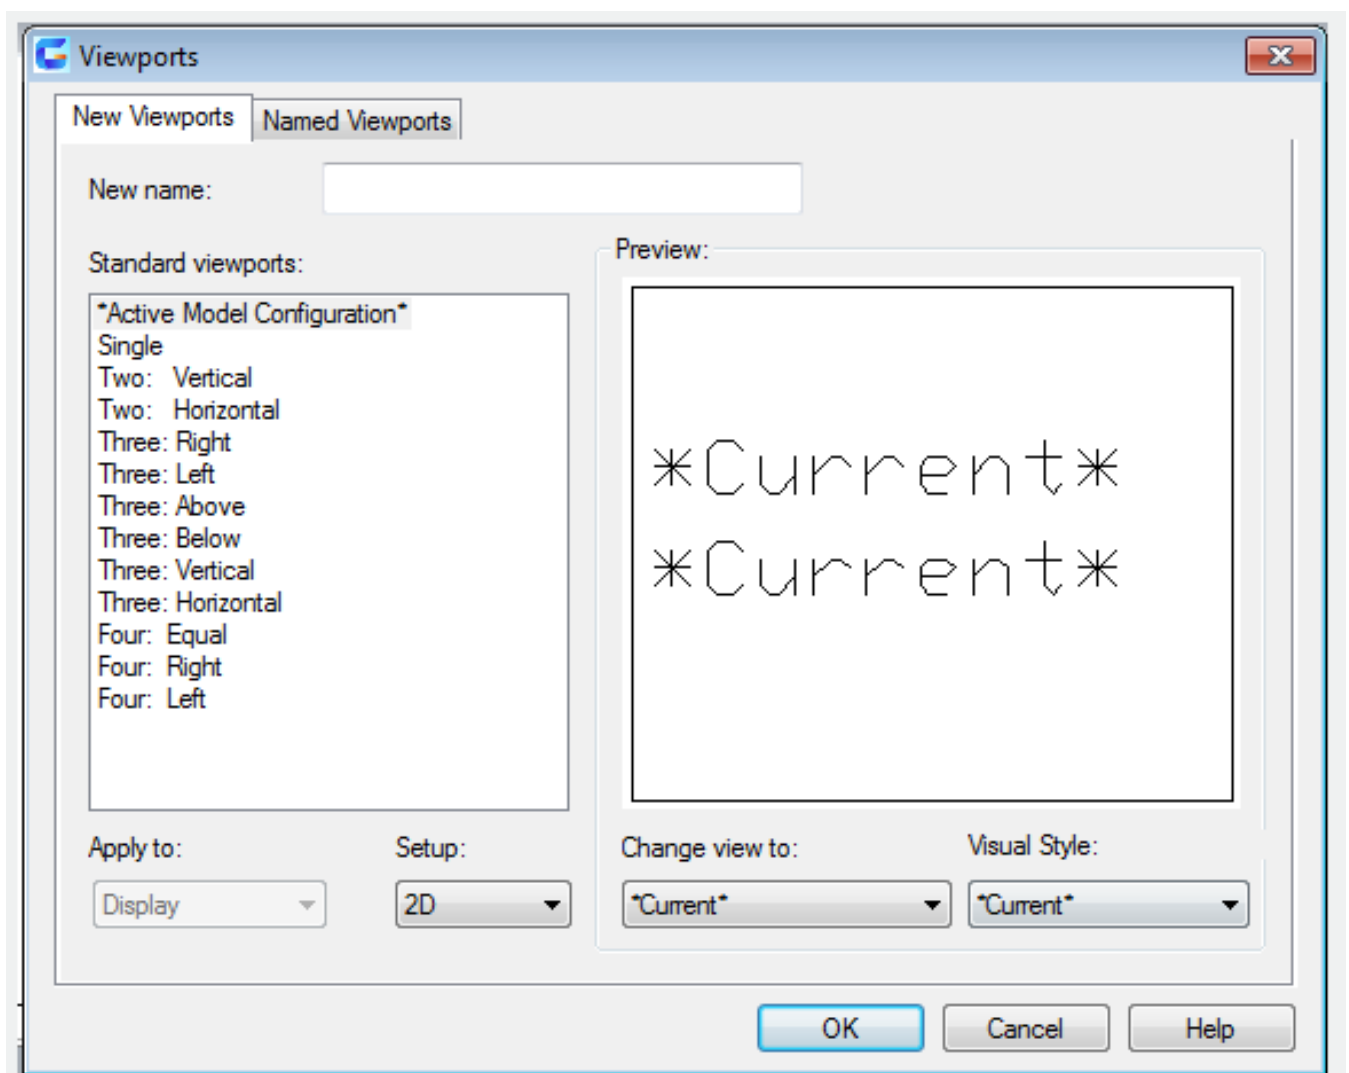 Viewports
New Viewports Named Viewports
New name:
Standard viewports:
*Active Model Configuration*
Single
Two: Vertical
Two: Horizontal
Three: Right
Three: Left
Three: Above
Three: Below
Three: Vertical
Three: Horizontal
Four: Equal
Four: Right
Four: Left
Preview:
*Current*
*Current*
Apply to: Setup:
Display 2D
Change view to: Visual Style:
*Current* *Current*
OK Cancel Help